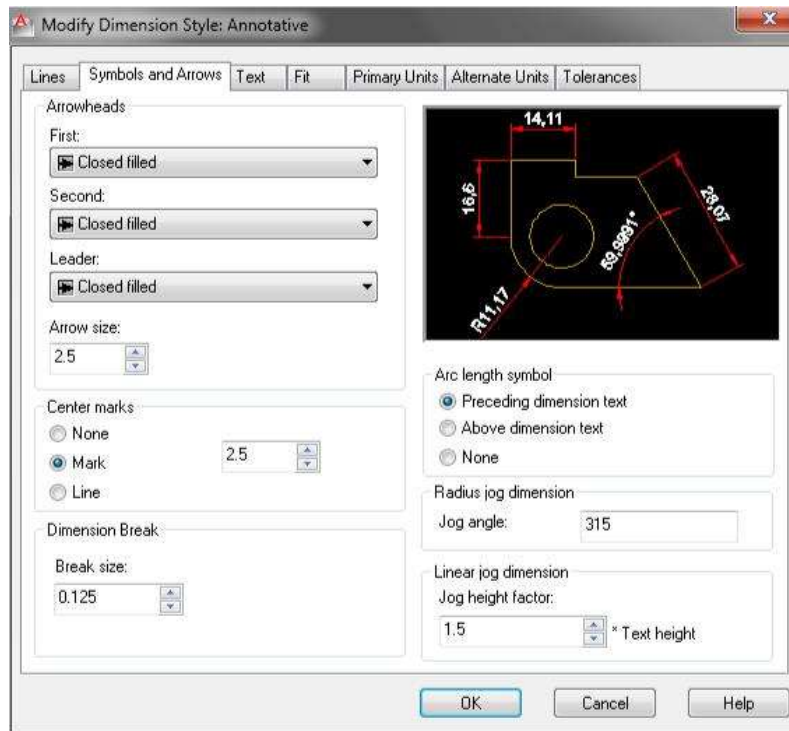 Modify Dimension Style: Annotative
Lines Symbols and Arrows Text Fit Primary Units Alternate Units Tolerances
Arrowheads
First:
Closed filled
Second:
Closed filled
Leader:
Closed filled
Arrow size:
2.5
Center marks
None
Mark
2.5
Line
Dimension Break
Break size:
0.125
14,11
16,6
28,07
59,9991°
R11,17
Arc length symbol
Preceding dimension text
Above dimension text
None
Radius jog dimension
Jog angle: 315
Linear jog dimension
Jog height factor:
1.5 * Text height
OK Cancel Help